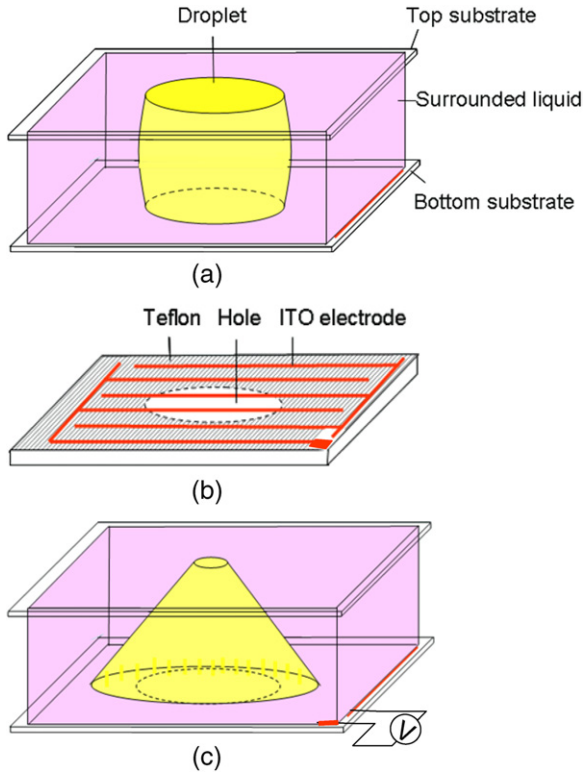 Droplet Top substrate
Surrounded liquid
Bottom substrate
(a)
Teflon Hole ITO electrode
(b)
V
(c)